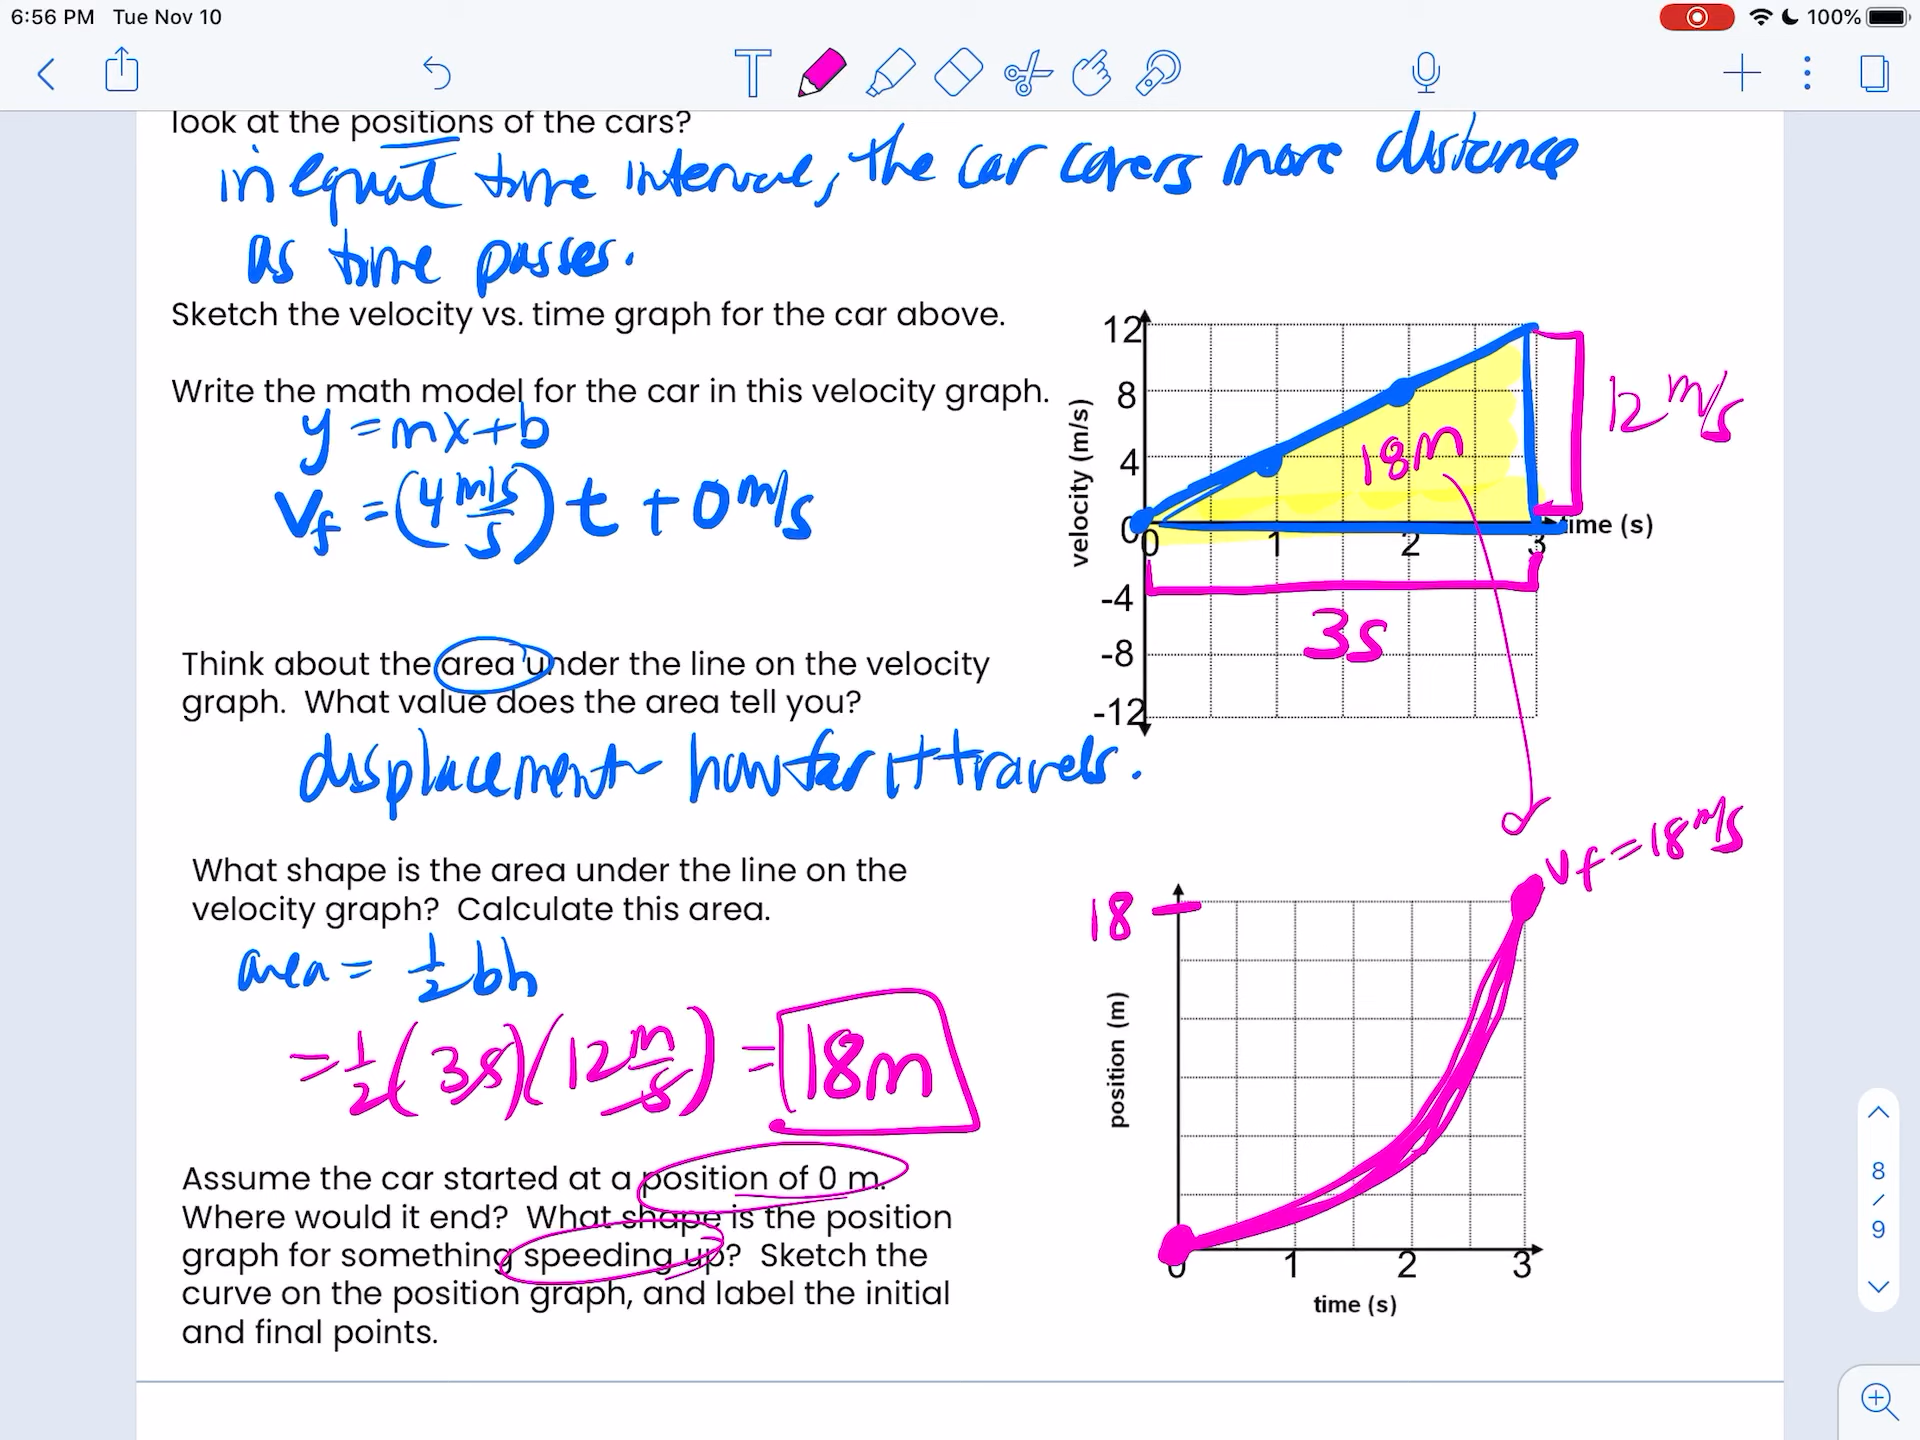 6:56 PM Tue Nov 10
100%
T
look at the positions of the cars?
in equal time interval, the car covers more distance
as time passes.
Sketch the velocity vs. time graph for the car above.
Write the math model for the car in this velocity graph.
y = mx+b
vf = (4 m/s/s) t + 0 m/s
12
8
4
0
-4
-8
-12
velocity (m/s)
0 1 2 3
time (s)
18m
12 m/s
3s
Think about the area under the line on the velocity
graph. What value does the area tell you?
displacement - how far it travels.
What shape is the area under the line on the
velocity graph? Calculate this area.
area = 1/2 bh
= 1/2 (3s)(12 m/s) = 18m
vf = 18 m/s
18
position (m)
0 1 2 3
time (s)
Assume the car started at a position of 0 m.
Where would it end? What shape is the position
graph for something speeding up? Sketch the
curve on the position graph, and label the initial
and final points.
8
/
9